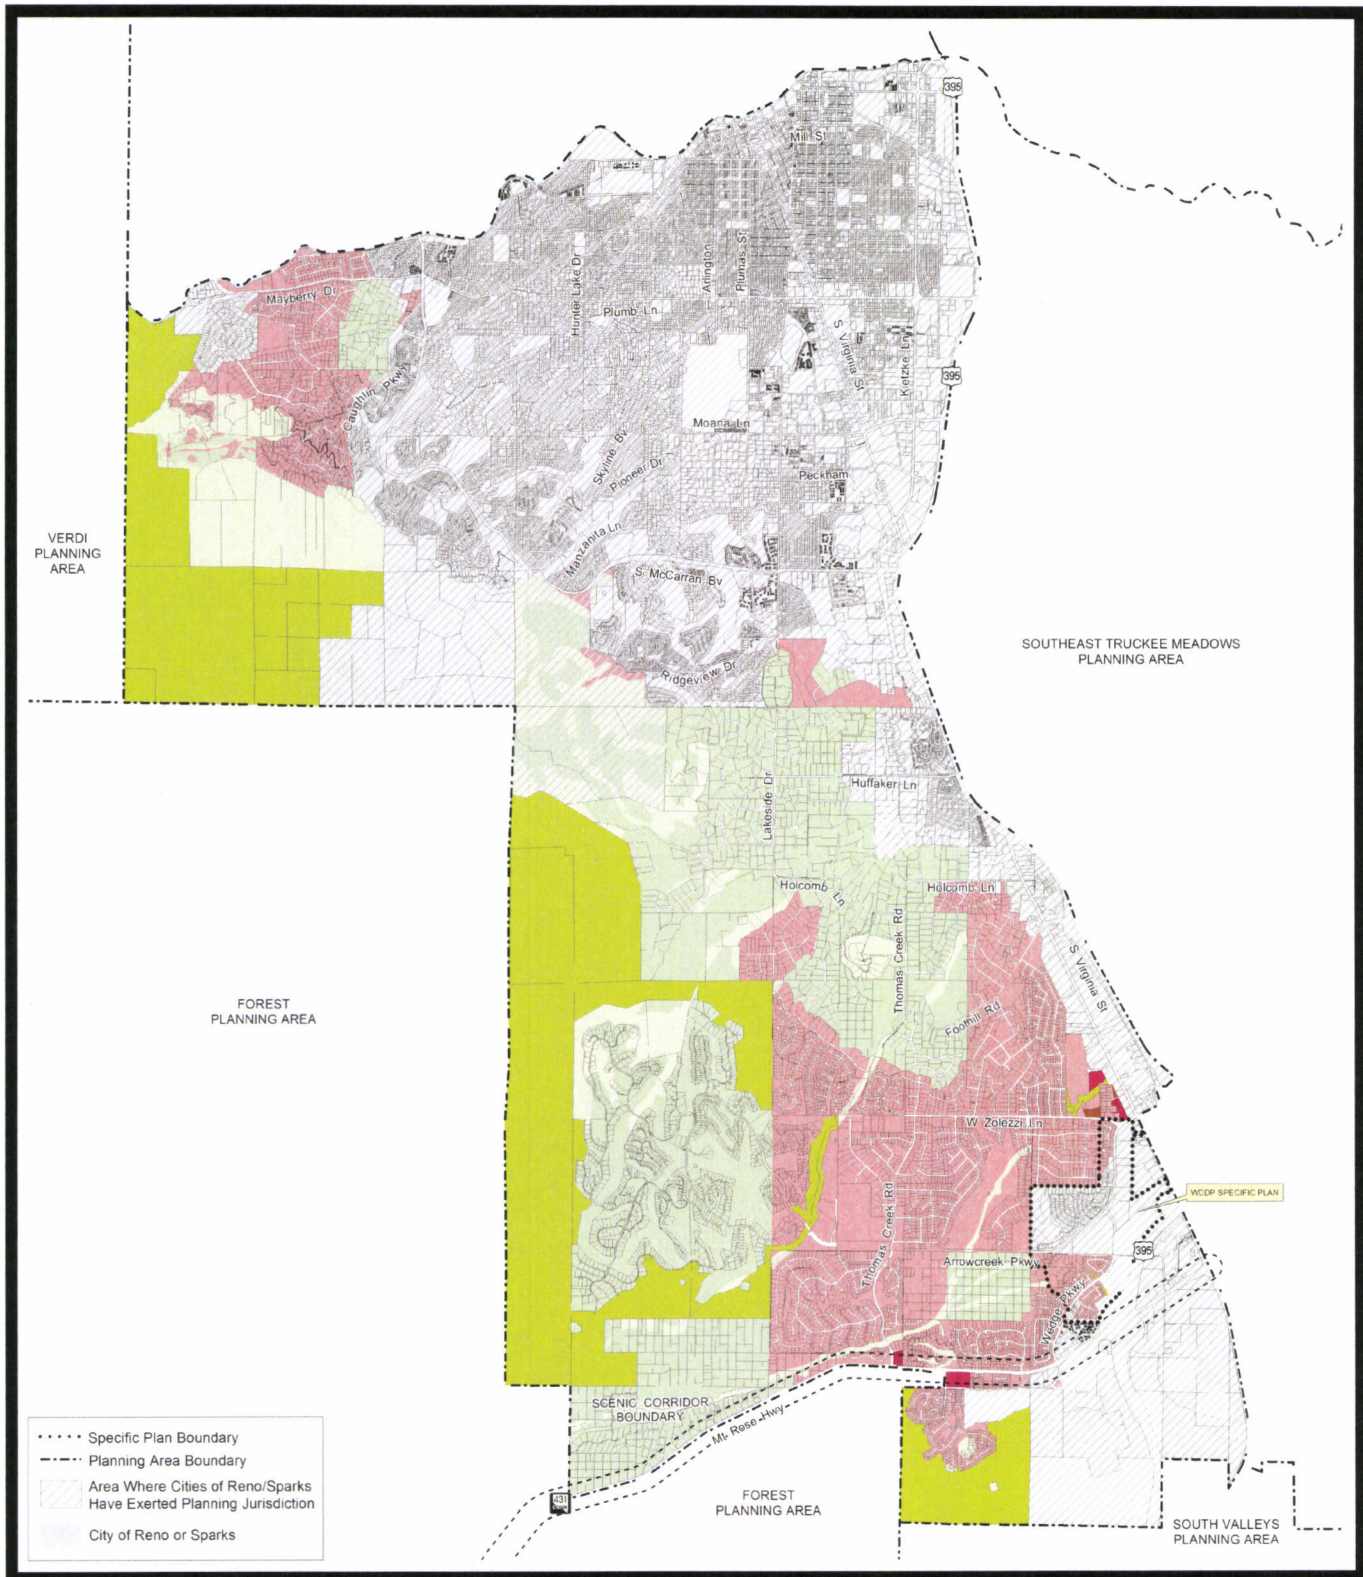 395
Mill St
Hunter Lake Dr
Arlington
Plumas St
Mayberry Dr
Plumb Ln
S Virginia St
Kietzke Ln
395
Caughlin Pkwy
Moana Ln
Skyline Bv
Pioneer Dr
Peckham
VERDI
PLANNING
AREA
Manzanita Ln
S McCarran Bv
SOUTHEAST TRUCKEE MEADOWS
PLANNING AREA
Ridgeview Dr
Lakeside Dr
Huffaker Ln
Holcomb Ln
Holcomb Ln
Thomas Creek Rd
S Virginia St
FOREST
PLANNING AREA
Foothill Rd
W Zolezzi Ln
WCDP SPECIFIC PLAN
Thomas Creek Rd
395
Arrowcreek Pkwy
Wedge Pkwy
SCENIC CORRIDOR
BOUNDARY
Mt Rose Hwy
431
FOREST
PLANNING AREA
SOUTH VALLEYS
PLANNING AREA
Specific Plan Boundary
Planning Area Boundary
Area Where Cities of Reno/Sparks
Have Exerted Planning Jurisdiction
City of Reno or Sparks